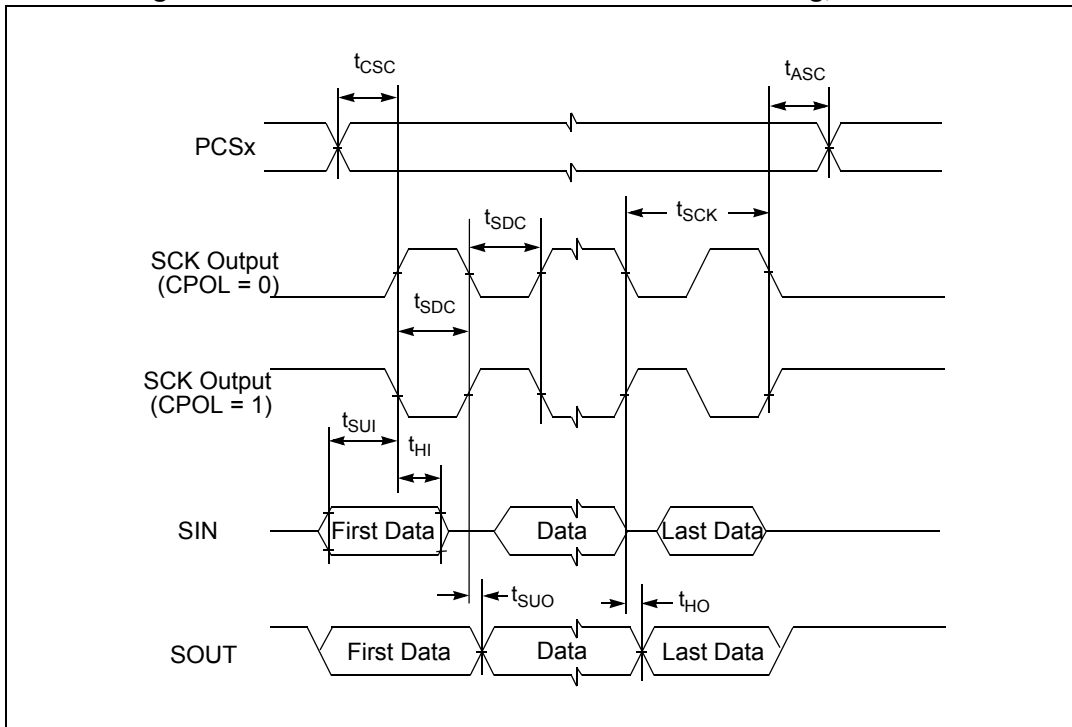 tCSC
tASC
PCSx
tSDC
tSCK
SCK Output
(CPOL = 0)
tSDC
SCK Output
(CPOL = 1)
tSUI
tHI
SIN
First Data
Data
Last Data
tSUO
tHO
SOUT
First Data
Data
Last Data